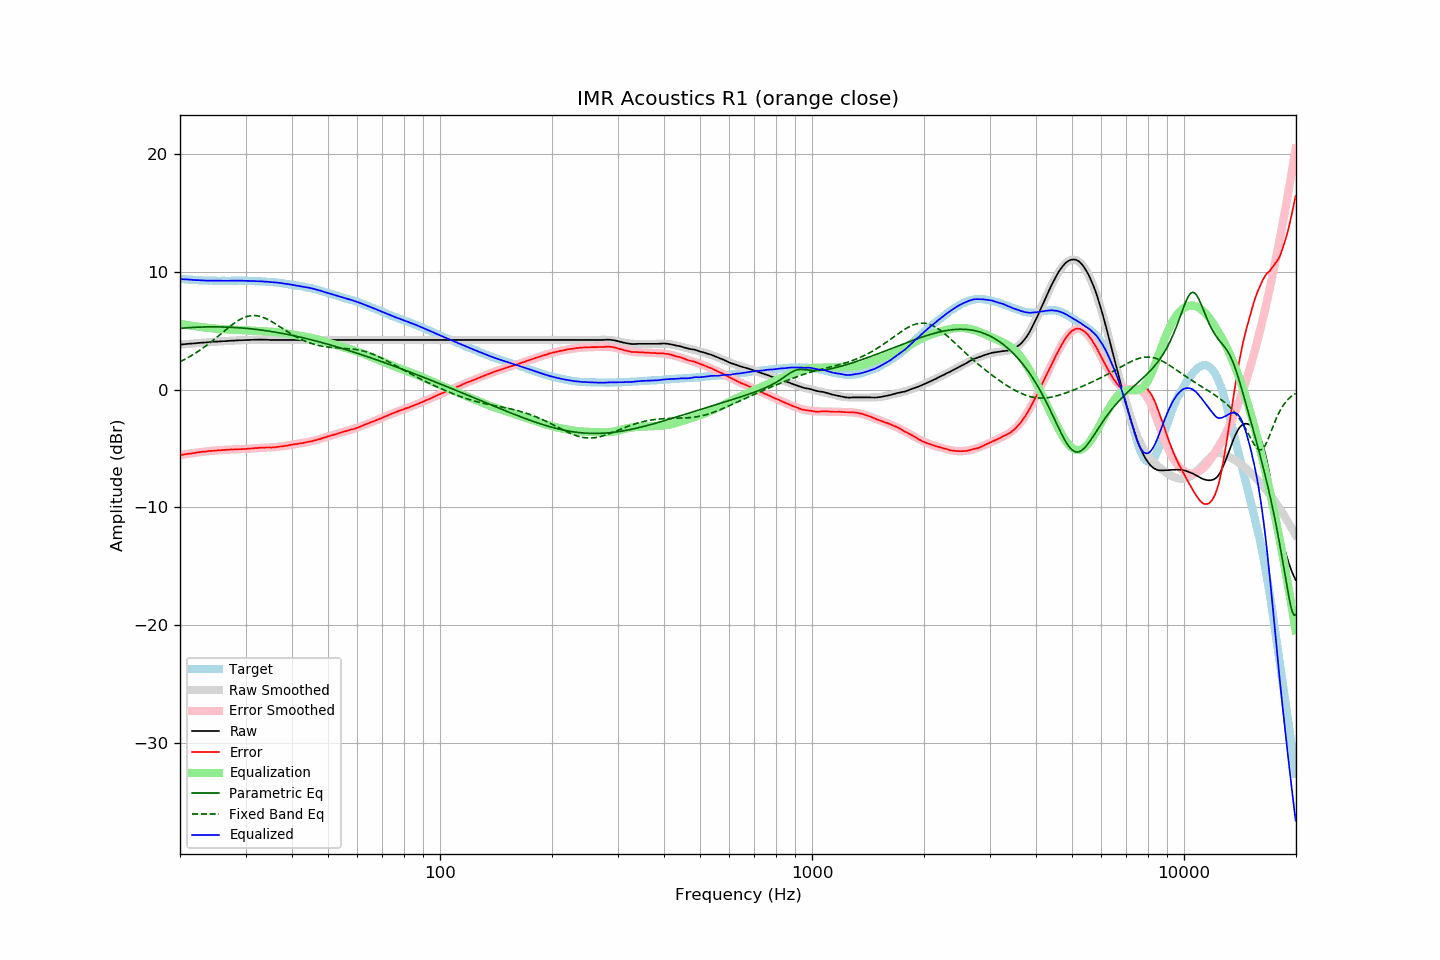 IMR Acoustics R1 (orange close)
Amplitude (dBr)
20
10
0
−10
−20
−30
Target
Raw Smoothed
Error Smoothed
Raw
Error
Equalization
Parametric Eq
Fixed Band Eq
Equalized
100
1000
10000
Frequency (Hz)